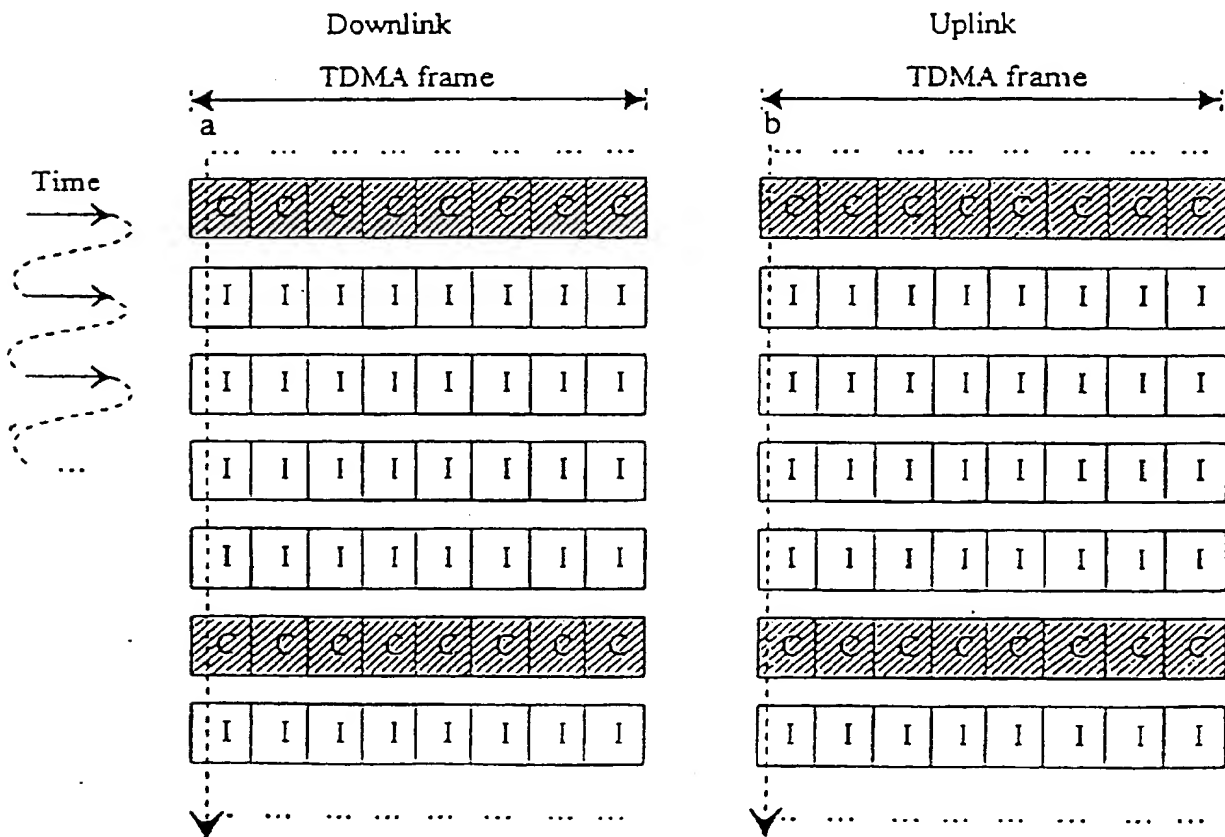 Downlink Uplink
TDMA frame TDMA frame
a b
... ... ... ... ... ... ... ... ... ... ... ... ... ... ... ...
Time
C C C C C C C C C C C C C C C C
I I I I I I I I I I I I I I I I
I I I I I I I I I I I I I I I I
I I I I I I I I I I I I I I I I
...
I I I I I I I I I I I I I I I I
C C C C C C C C C C C C C C C C
I I I I I I I I I I I I I I I I
... ... ... ... ... ... ... ... ... ... ... ... ... ... ... ...